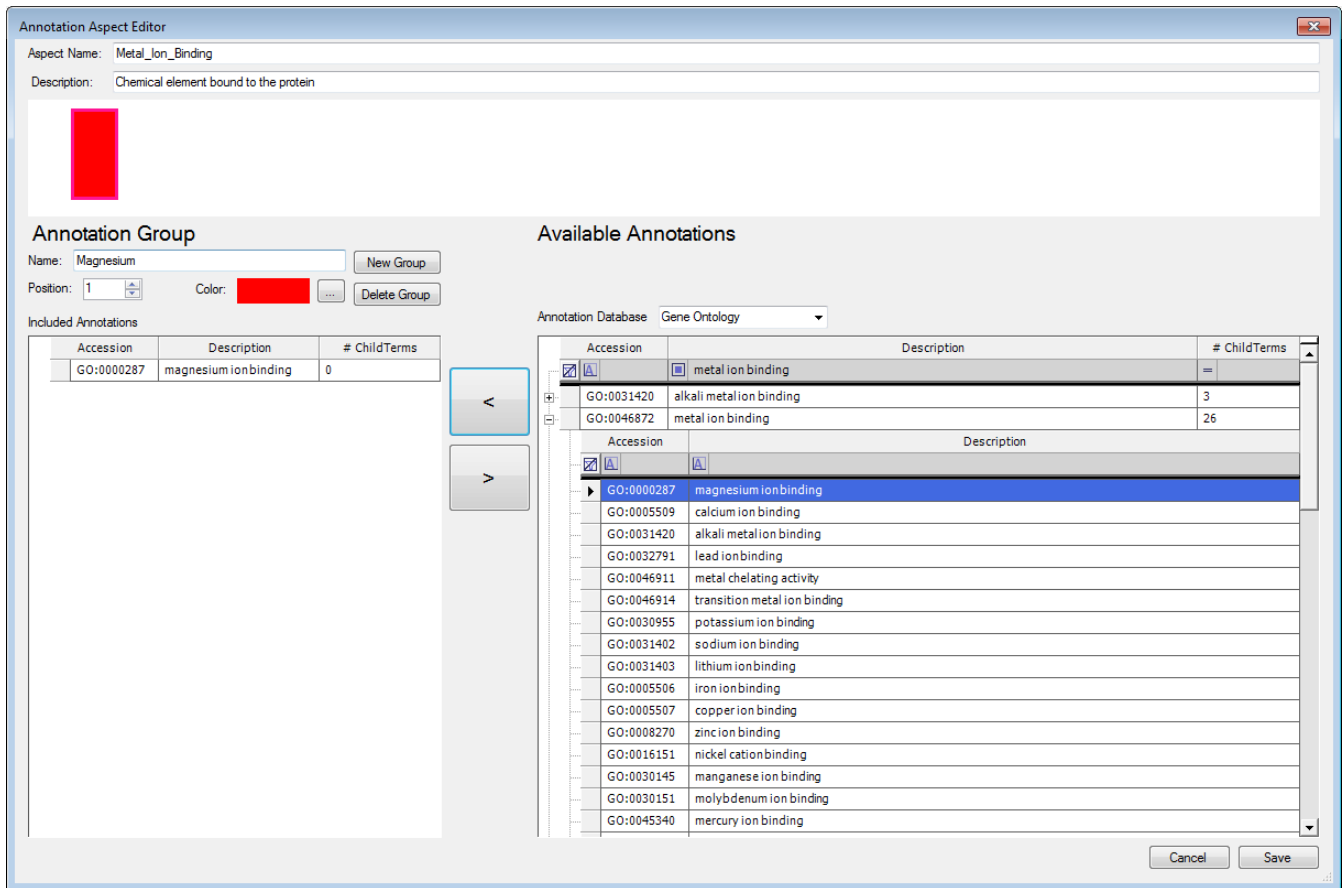 Annotation Aspect Editor
Aspect Name: Metal_Ion_Binding
Description: Chemical element bound to the protein
Annotation Group
Available Annotations
Name: Magnesium New Group
Position: 1 Color: ... Delete Group
Annotation Database Gene Ontology
Included Annotations
Accession Description # ChildTerms
GO:0000287 magnesium ion binding 0
<
>
Accession Description # ChildTerms
A metal ion binding =
GO:0031420 alkali metal ion binding 3
GO:0046872 metal ion binding 26
Accession Description
A A
GO:0000287 magnesium ion binding
GO:0005509 calcium ion binding
GO:0031420 alkali metal ion binding
GO:0032791 lead ion binding
GO:0046911 metal chelating activity
GO:0046914 transition metal ion binding
GO:0030955 potassium ion binding
GO:0031402 sodium ion binding
GO:0031403 lithium ion binding
GO:0005506 iron ion binding
GO:0005507 copper ion binding
GO:0008270 zinc ion binding
GO:0016151 nickel cation binding
GO:0030145 manganese ion binding
GO:0030151 molybdenum ion binding
GO:0045340 mercury ion binding
Cancel Save